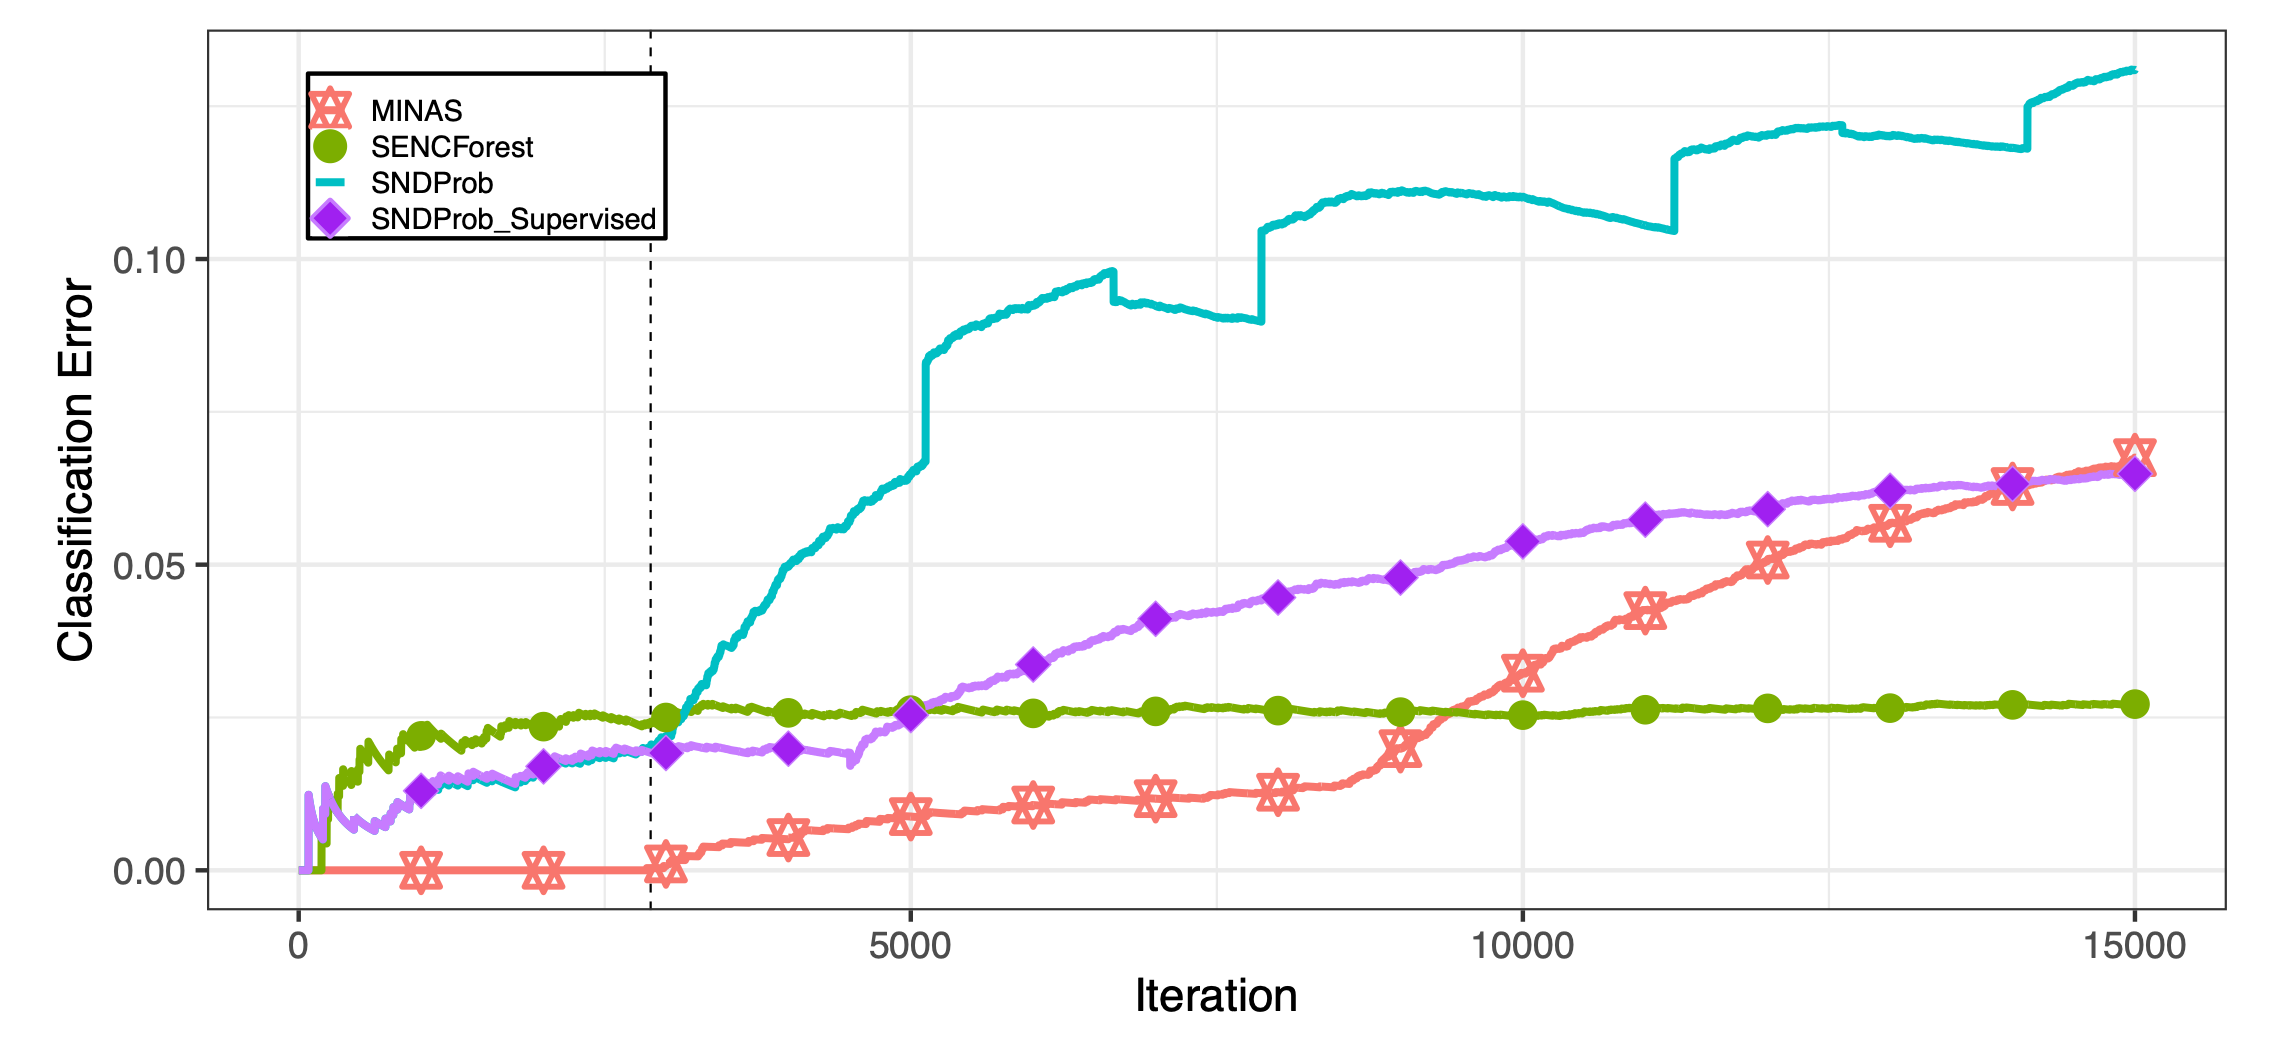 MINAS
SENCForest
SNDProb
SNDProb_Supervised
Classification Error
0.10
0.05
0.00
0
5000
10000
15000
Iteration